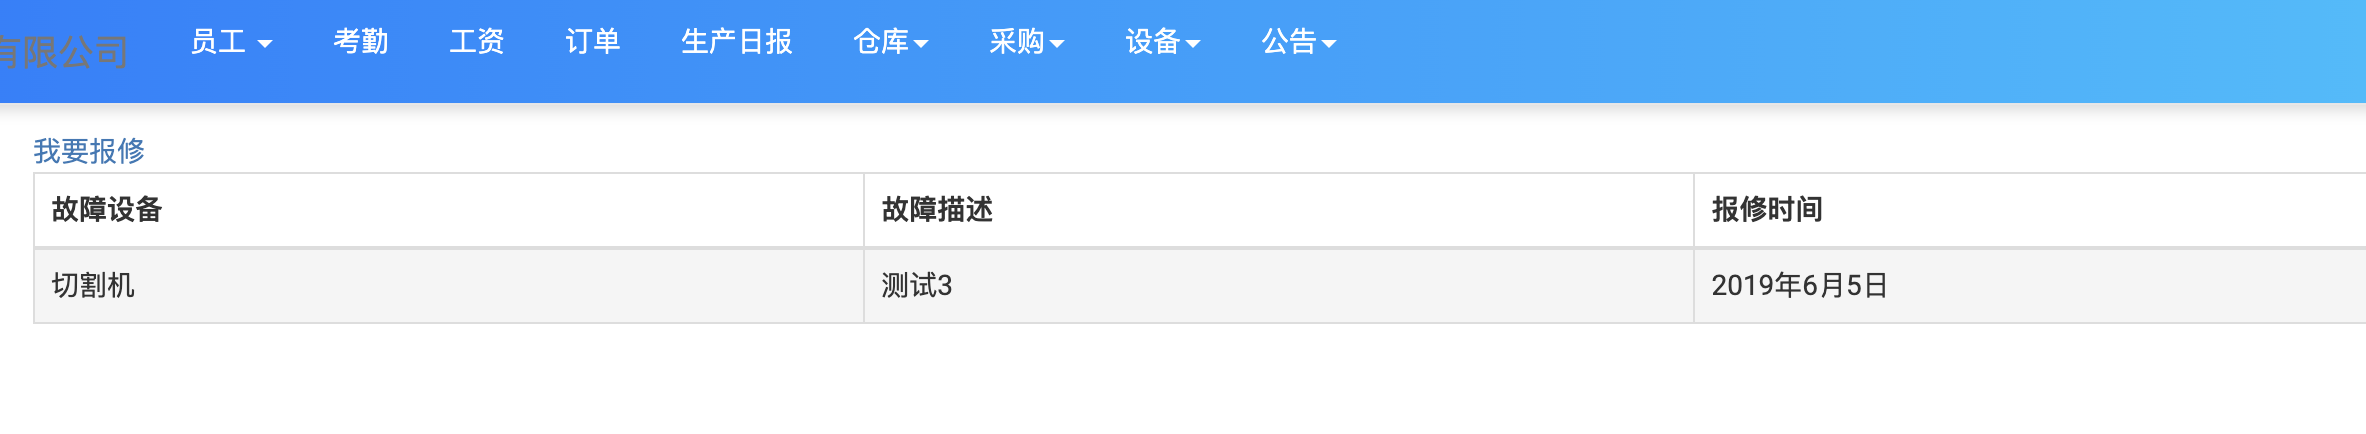 有限公司 员工 考勤 工资 订单 生产日报 仓库 采购 设备 公告
我要报修
故障设备 故障描述 报修时间
切割机 测试3 2019年6月5日